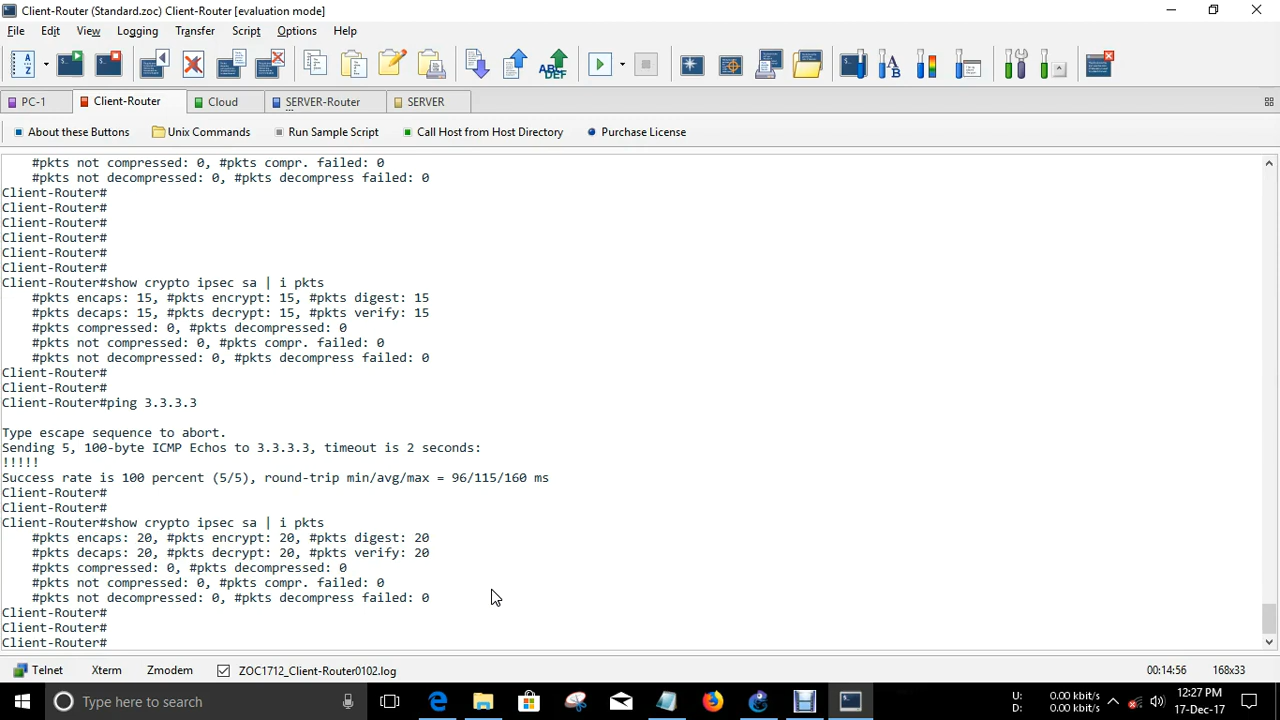 Client-Router (Standard.zoc) Client-Router [evaluation mode]
File Edit View Logging Transfer Script Options Help
PC-1 Client-Router Cloud SERVER-Router SERVER
About these Buttons Unix Commands Run Sample Script Call Host from Host Directory Purchase License
#pkts not compressed: 0, #pkts compr. failed: 0
#pkts not decompressed: 0, #pkts decompress failed: 0
Client-Router#
Client-Router#
Client-Router#
Client-Router#
Client-Router#
Client-Router#
Client-Router#show crypto ipsec sa | i pkts
#pkts encaps: 15, #pkts encrypt: 15, #pkts digest: 15
#pkts decaps: 15, #pkts decrypt: 15, #pkts verify: 15
#pkts compressed: 0, #pkts decompressed: 0
#pkts not compressed: 0, #pkts compr. failed: 0
#pkts not decompressed: 0, #pkts decompress failed: 0
Client-Router#
Client-Router#
Client-Router#ping 3.3.3.3
Type escape sequence to abort.
Sending 5, 100-byte ICMP Echos to 3.3.3.3, timeout is 2 seconds:
!!!!!
Success rate is 100 percent (5/5), round-trip min/avg/max = 96/115/160 ms
Client-Router#
Client-Router#
Client-Router#show crypto ipsec sa | i pkts
#pkts encaps: 20, #pkts encrypt: 20, #pkts digest: 20
#pkts decaps: 20, #pkts decrypt: 20, #pkts verify: 20
#pkts compressed: 0, #pkts decompressed: 0
#pkts not compressed: 0, #pkts compr. failed: 0
#pkts not decompressed: 0, #pkts decompress failed: 0
Client-Router#
Client-Router#
Client-Router#
Telnet Xterm Zmodem ZOC1712_Client-Router0102.log 00:14:56 168x33
Type here to search U: 0.00 kbit/s 12:27 PM
D: 0.00 kbit/s 17-Dec-17